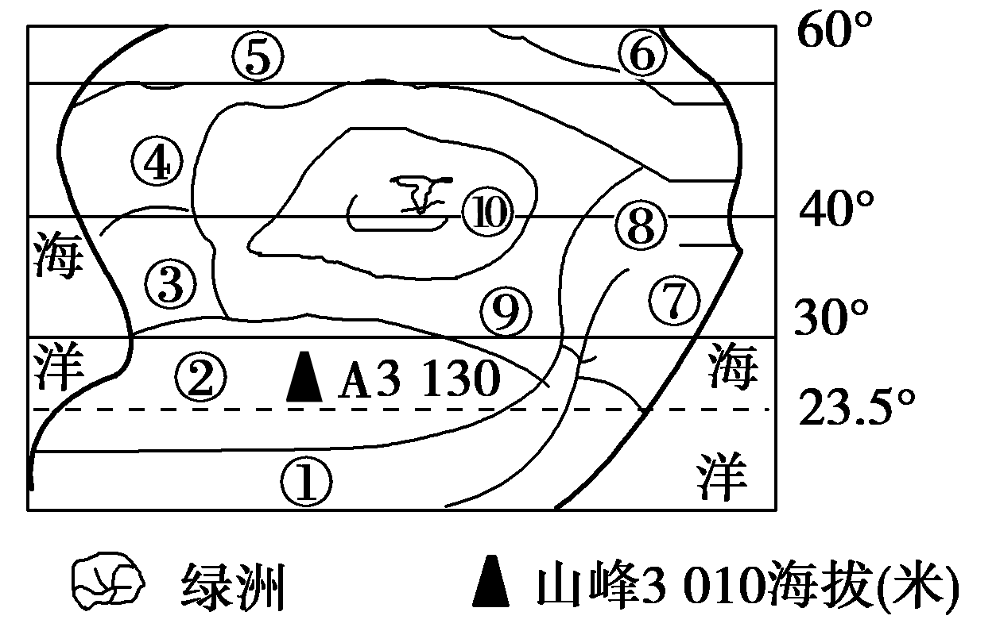 60°
⑤ ⑥
④
40°
⑩ ⑧
海
③
⑨ ⑦
30°
洋 ② A3 130 海
23.5°
① 洋
绿洲 山峰3 010海拔(米)